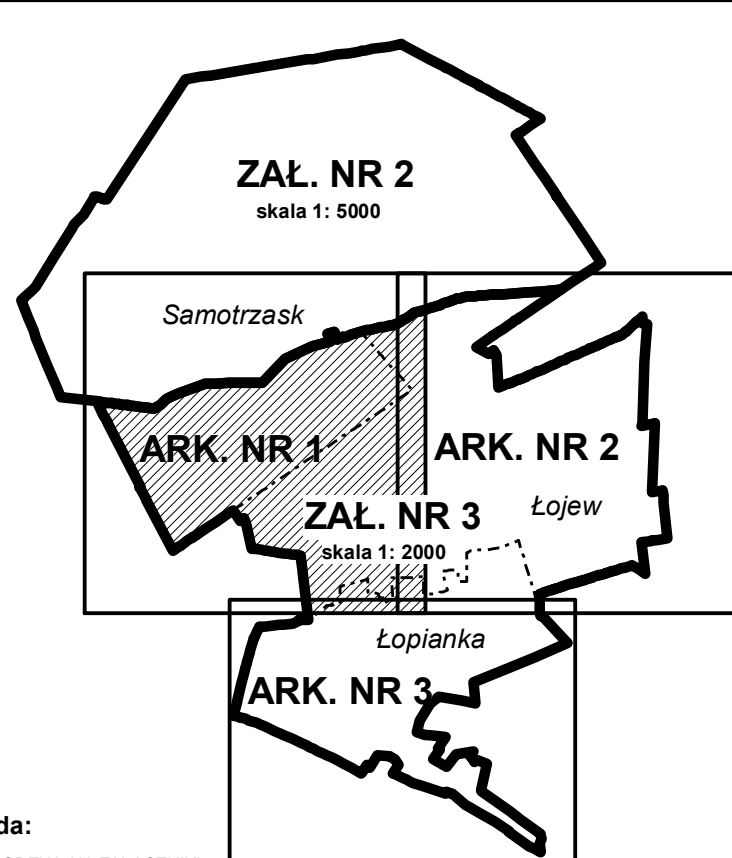 ZAŁ. NR 2
skala 1: 5000
Samotrzask
ARK. NR 1
ARK. NR 2
ZAŁ. NR 3
Łojew
skala 1: 2000
Łopianka
ARK. NR 3
da: